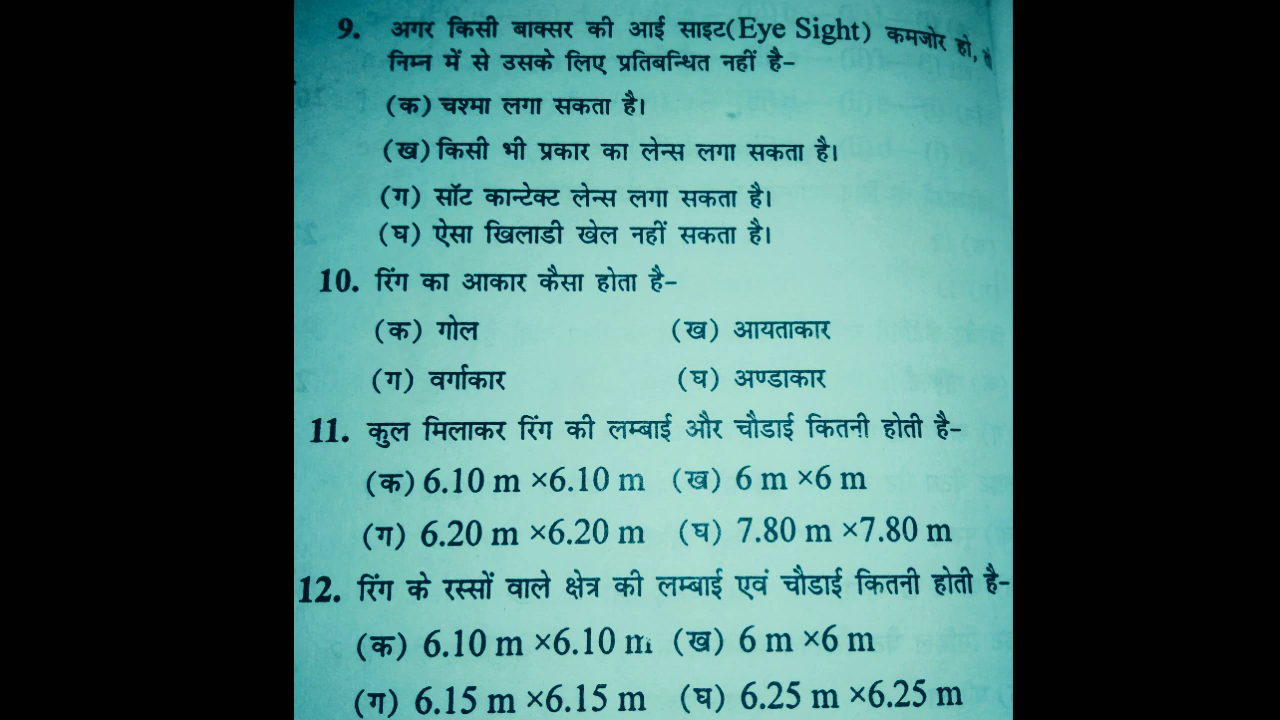 9. अगर किसी बाक्सर की आई साइट(Eye Sight) कमजोर हो,
निम्न में से उसके लिए प्रतिबन्धित नहीं है-
(क) चश्मा लगा सकता है।
(ख) किसी भी प्रकार का लेन्स लगा सकता है।
(ग) सॉट कान्टेक्ट लेन्स लगा सकता है।
(घ) ऐसा खिलाडी खेल नहीं सकता है।
10. रिंग का आकार कैसा होता है-
(क) गोल (ख) आयताकार
(ग) वर्गाकार (घ) अण्डाकार
11. कुल मिलाकर रिंग की लम्बाई और चौडाई कितनी होती है-
(क) 6.10 m ×6.10 m (ख) 6 m ×6 m
(ग) 6.20 m ×6.20 m (घ) 7.80 m ×7.80 m
12. रिंग के रस्सों वाले क्षेत्र की लम्बाई एवं चौडाई कितनी होती है-
(क) 6.10 m ×6.10 m (ख) 6 m ×6 m
(ग) 6.15 m ×6.15 m (घ) 6.25 m ×6.25 m